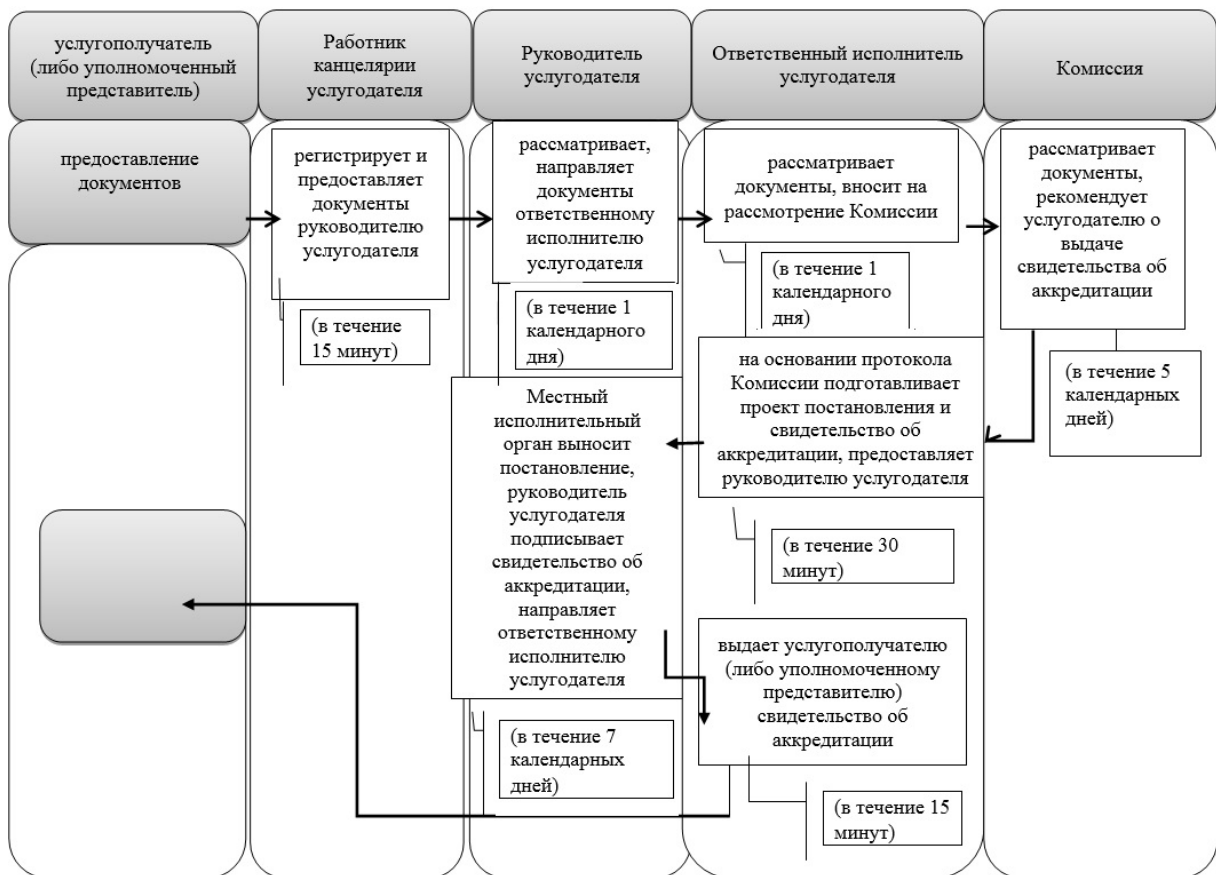 услугополучатель
(либо уполномоченный
представитель)
Работник
канцелярии
услугодателя
Руководитель
услугодателя
Ответственный исполнитель
услугодателя
Комиссия
предоставление
документов
регистрирует и
предоставляет
документы
руководителю
услугодателя
(в течение
15 минут)
рассматривает,
направляет
документы
ответственному
исполнителю
услугодателя
(в течение 1
календарного
дня)
рассматривает
документы, вносит на
рассмотрение Комиссии
(в течение 1
календарного
дня)
рассматривает
документы,
рекомендует
услугодателю о
выдаче
свидетельства об
аккредитации
(в течение 5
календарных
дней)
на основании протокола
Комиссии подготавливает
проект постановления и
свидетельство об
аккредитации, предоставляет
руководителю услугодателя
(в течение 30
минут)
Местный
исполнительный
орган выносит
постановление,
руководитель
услугодателя
подписывает
свидетельство об
аккредитации,
направляет
ответственному
исполнителю
услугодателя
(в течение 7
календарных
дней)
выдает услугополучателю
(либо уполномоченному
представителю)
свидетельство об
аккредитации
(в течение 15
минут)